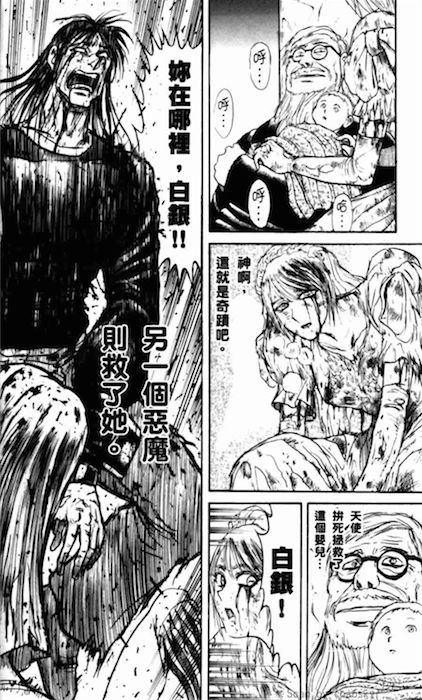 呼…
呼…
呼…
呼…
神啊，
這就是奇蹟吧。
天使
拚死拯救了
這個嬰兒…
白銀！
妳在哪裡，白銀!!
另一個惡魔
則救了她。